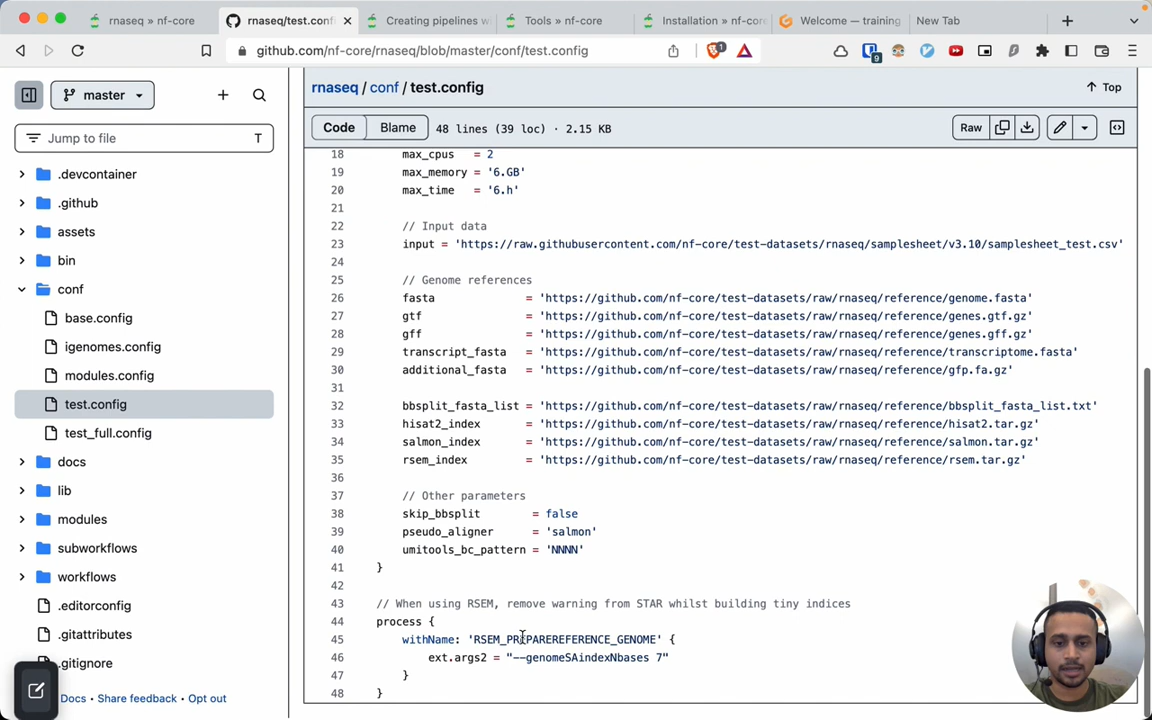 rnaseq » nf-core
rnaseq/test.conf
Creating pipelines w
Tools » nf-core
Installation » nf-core
Welcome — training
New Tab
github.com/nf-core/rnaseq/blob/master/conf/test.config
1
9
master
rnaseq / conf / test.config
Top
Jump to file
T
Code
Blame
48 lines (39 loc) · 2.15 KB
Raw
.devcontainer
.github
assets
bin
conf
base.config
igenomes.config
modules.config
test.config
test_full.config
docs
lib
modules
subworkflows
workflows
.editorconfig
.gitattributes
.gitignore
Docs · Share feedback · Opt out
18 max_cpus = 2
19 max_memory = '6.GB'
20 max_time = '6.h'
21
22 // Input data
23 input = 'https://raw.githubusercontent.com/nf-core/test-datasets/rnaseq/samplesheet/v3.10/samplesheet_test.csv'
24
25 // Genome references
26 fasta = 'https://github.com/nf-core/test-datasets/raw/rnaseq/reference/genome.fasta'
27 gtf = 'https://github.com/nf-core/test-datasets/raw/rnaseq/reference/genes.gtf.gz'
28 gff = 'https://github.com/nf-core/test-datasets/raw/rnaseq/reference/genes.gff.gz'
29 transcript_fasta = 'https://github.com/nf-core/test-datasets/raw/rnaseq/reference/transcriptome.fasta'
30 additional_fasta = 'https://github.com/nf-core/test-datasets/raw/rnaseq/reference/gfp.fa.gz'
31
32 bbsplit_fasta_list = 'https://github.com/nf-core/test-datasets/raw/rnaseq/reference/bbsplit_fasta_list.txt'
33 hisat2_index = 'https://github.com/nf-core/test-datasets/raw/rnaseq/reference/hisat2.tar.gz'
34 salmon_index = 'https://github.com/nf-core/test-datasets/raw/rnaseq/reference/salmon.tar.gz'
35 rsem_index = 'https://github.com/nf-core/test-datasets/raw/rnaseq/reference/rsem.tar.gz'
36
37 // Other parameters
38 skip_bbsplit = false
39 pseudo_aligner = 'salmon'
40 umitools_bc_pattern = 'NNNN'
41 }
42
43 // When using RSEM, remove warning from STAR whilst building tiny indices
44 process {
45 withName: 'RSEM_PREPAREREFERENCE_GENOME' {
46 ext.args2 = "--genomeSAindexNbases 7"
47 }
48 }